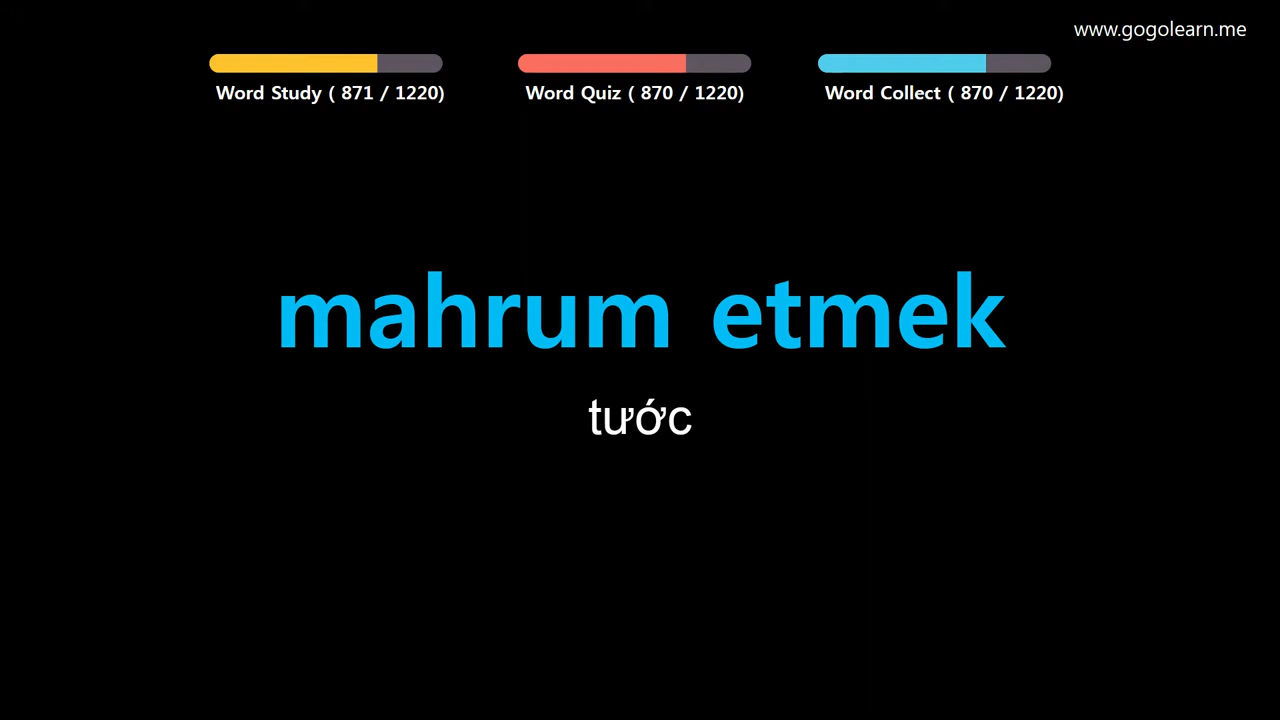 www.gogolearn.me
Word Study ( 871 / 1220)
Word Quiz ( 870 / 1220)
Word Collect ( 870 / 1220)
mahrum etmek
tước